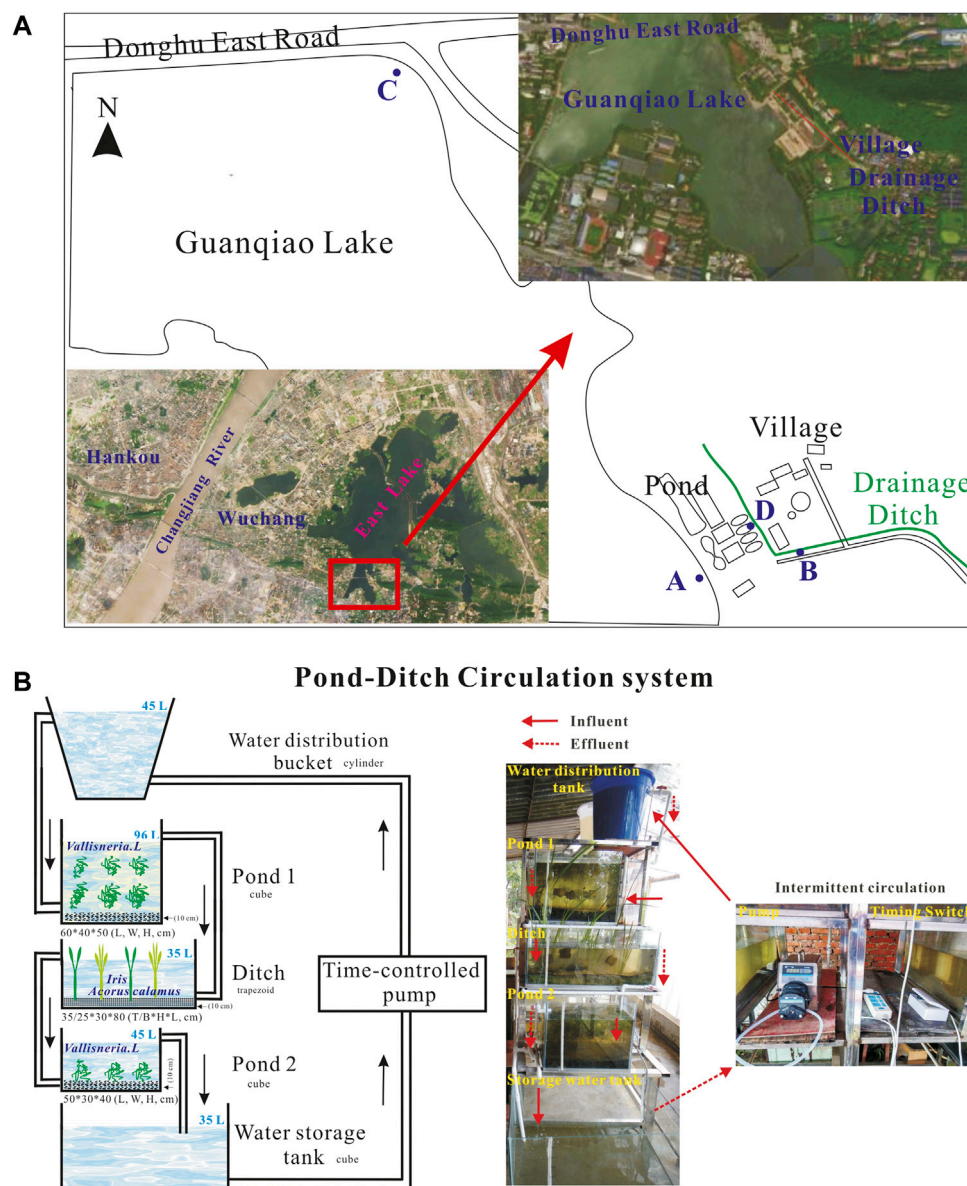 A
Donghu East Road
C
N
Guanqiao Lake
Donghu East Road
Guanqiao Lake
Village
Drainage
Ditch
Hankou
Changjiang River
Wuchang
East Lake
Village
Pond
Drainage
Ditch
D
B
A
B
Pond-Ditch Circulation system
45 L
Water distribution
bucket cylinder
96 L
Vallisneria.L
Pond 1
cube
(10 cm)
60*40*50 (L, W, H, cm)
35 L
Iris
Acorus calamus
Ditch
trapezoid
(10 cm)
35/25*30*80 (T/B*H*L, cm)
Time-controlled
pump
45 L
Vallisneria.L
Pond 2
cube
(10 cm)
50*30*40 (L, W, H, cm)
35 L
Water storage
tank cube
Influent
Effluent
Water distribution
tank
Pond 1
Ditch
Pond 2
Storage water tank
Intermittent circulation
Pump
Timing Switch